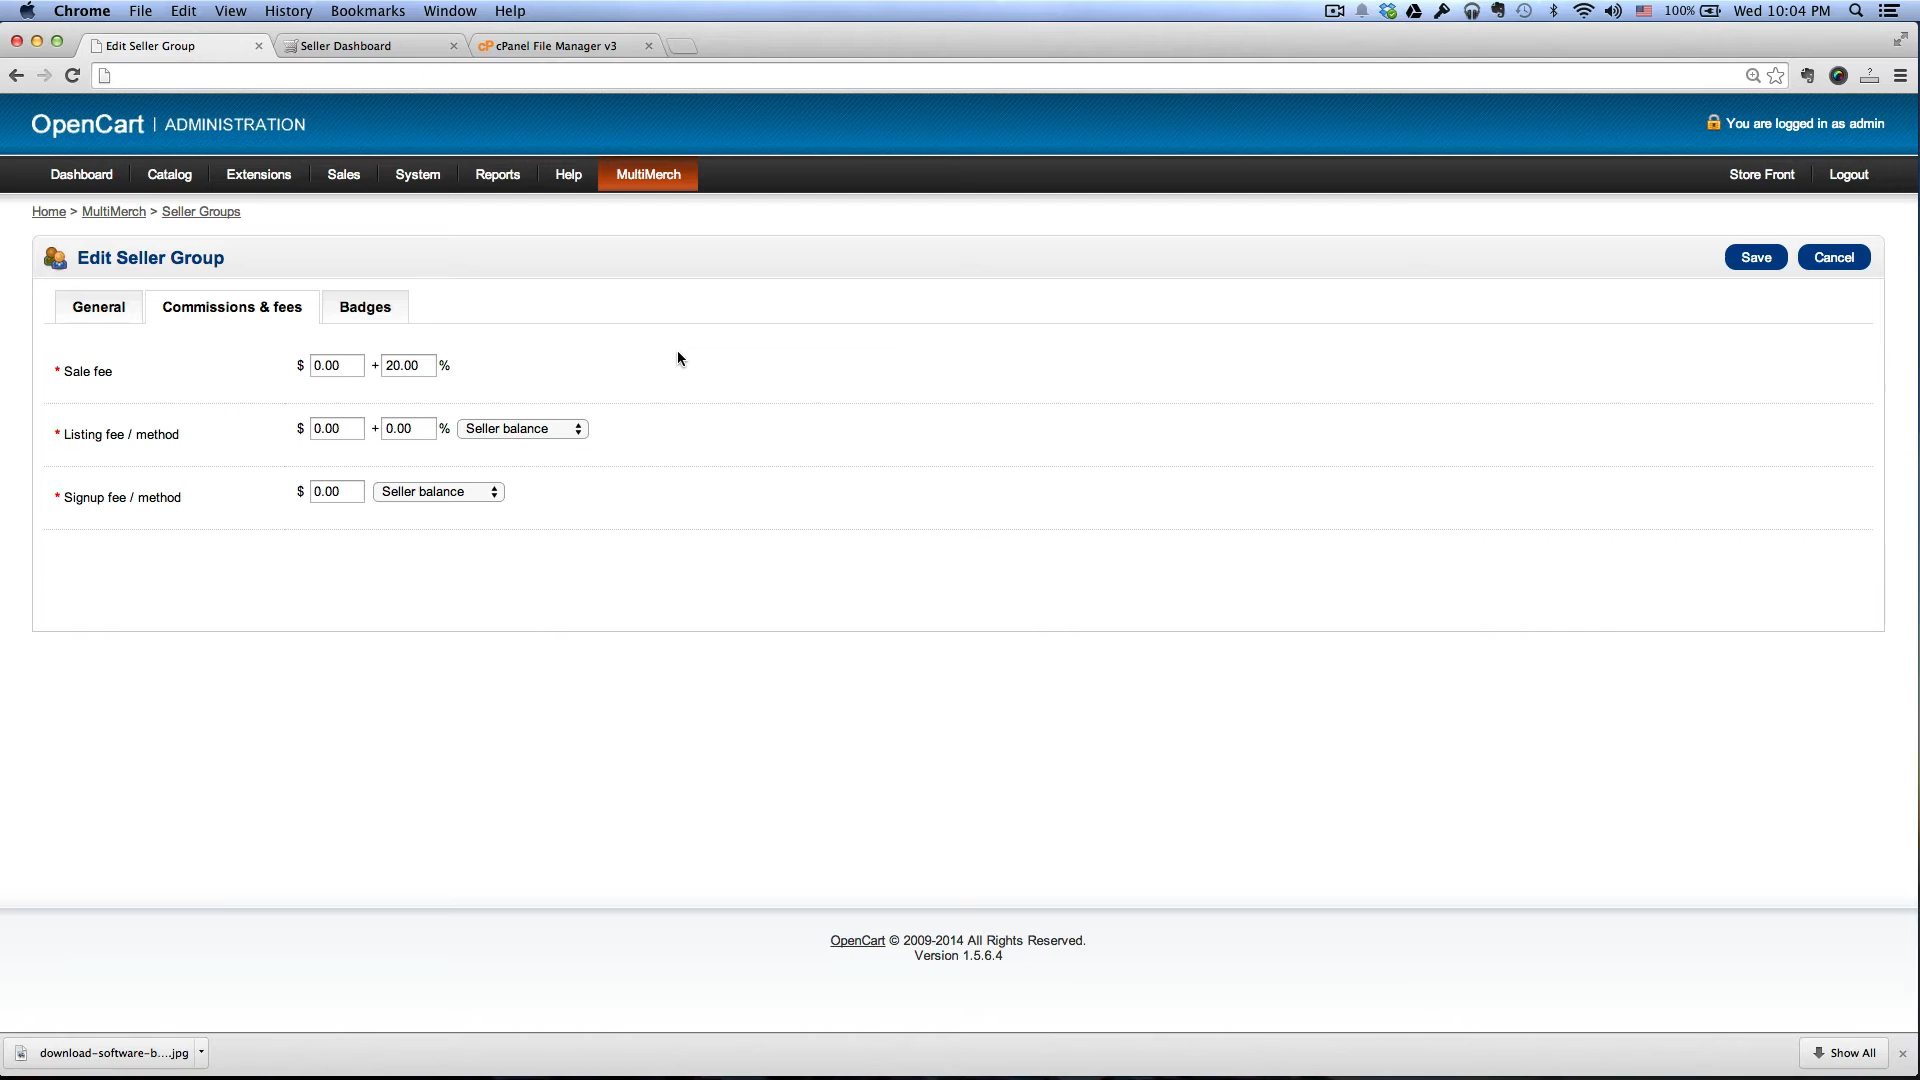 Chrome File Edit View History Bookmarks Window Help 100% Wed 10:04 PM
Edit Seller Group Seller Dashboard cP cPanel File Manager v3
OpenCart | ADMINISTRATION You are logged in as admin
Dashboard Catalog Extensions Sales System Reports Help MultiMerch Store Front Logout
Home > MultiMerch > Seller Groups
Edit Seller Group Save Cancel
General Commissions & fees Badges
* Sale fee $ 0.00 + 20.00 %
* Listing fee / method $ 0.00 + 0.00 % Seller balance
* Signup fee / method $ 0.00 Seller balance
OpenCart © 2009-2014 All Rights Reserved.
Version 1.5.6.4
download-software-b....jpg Show All